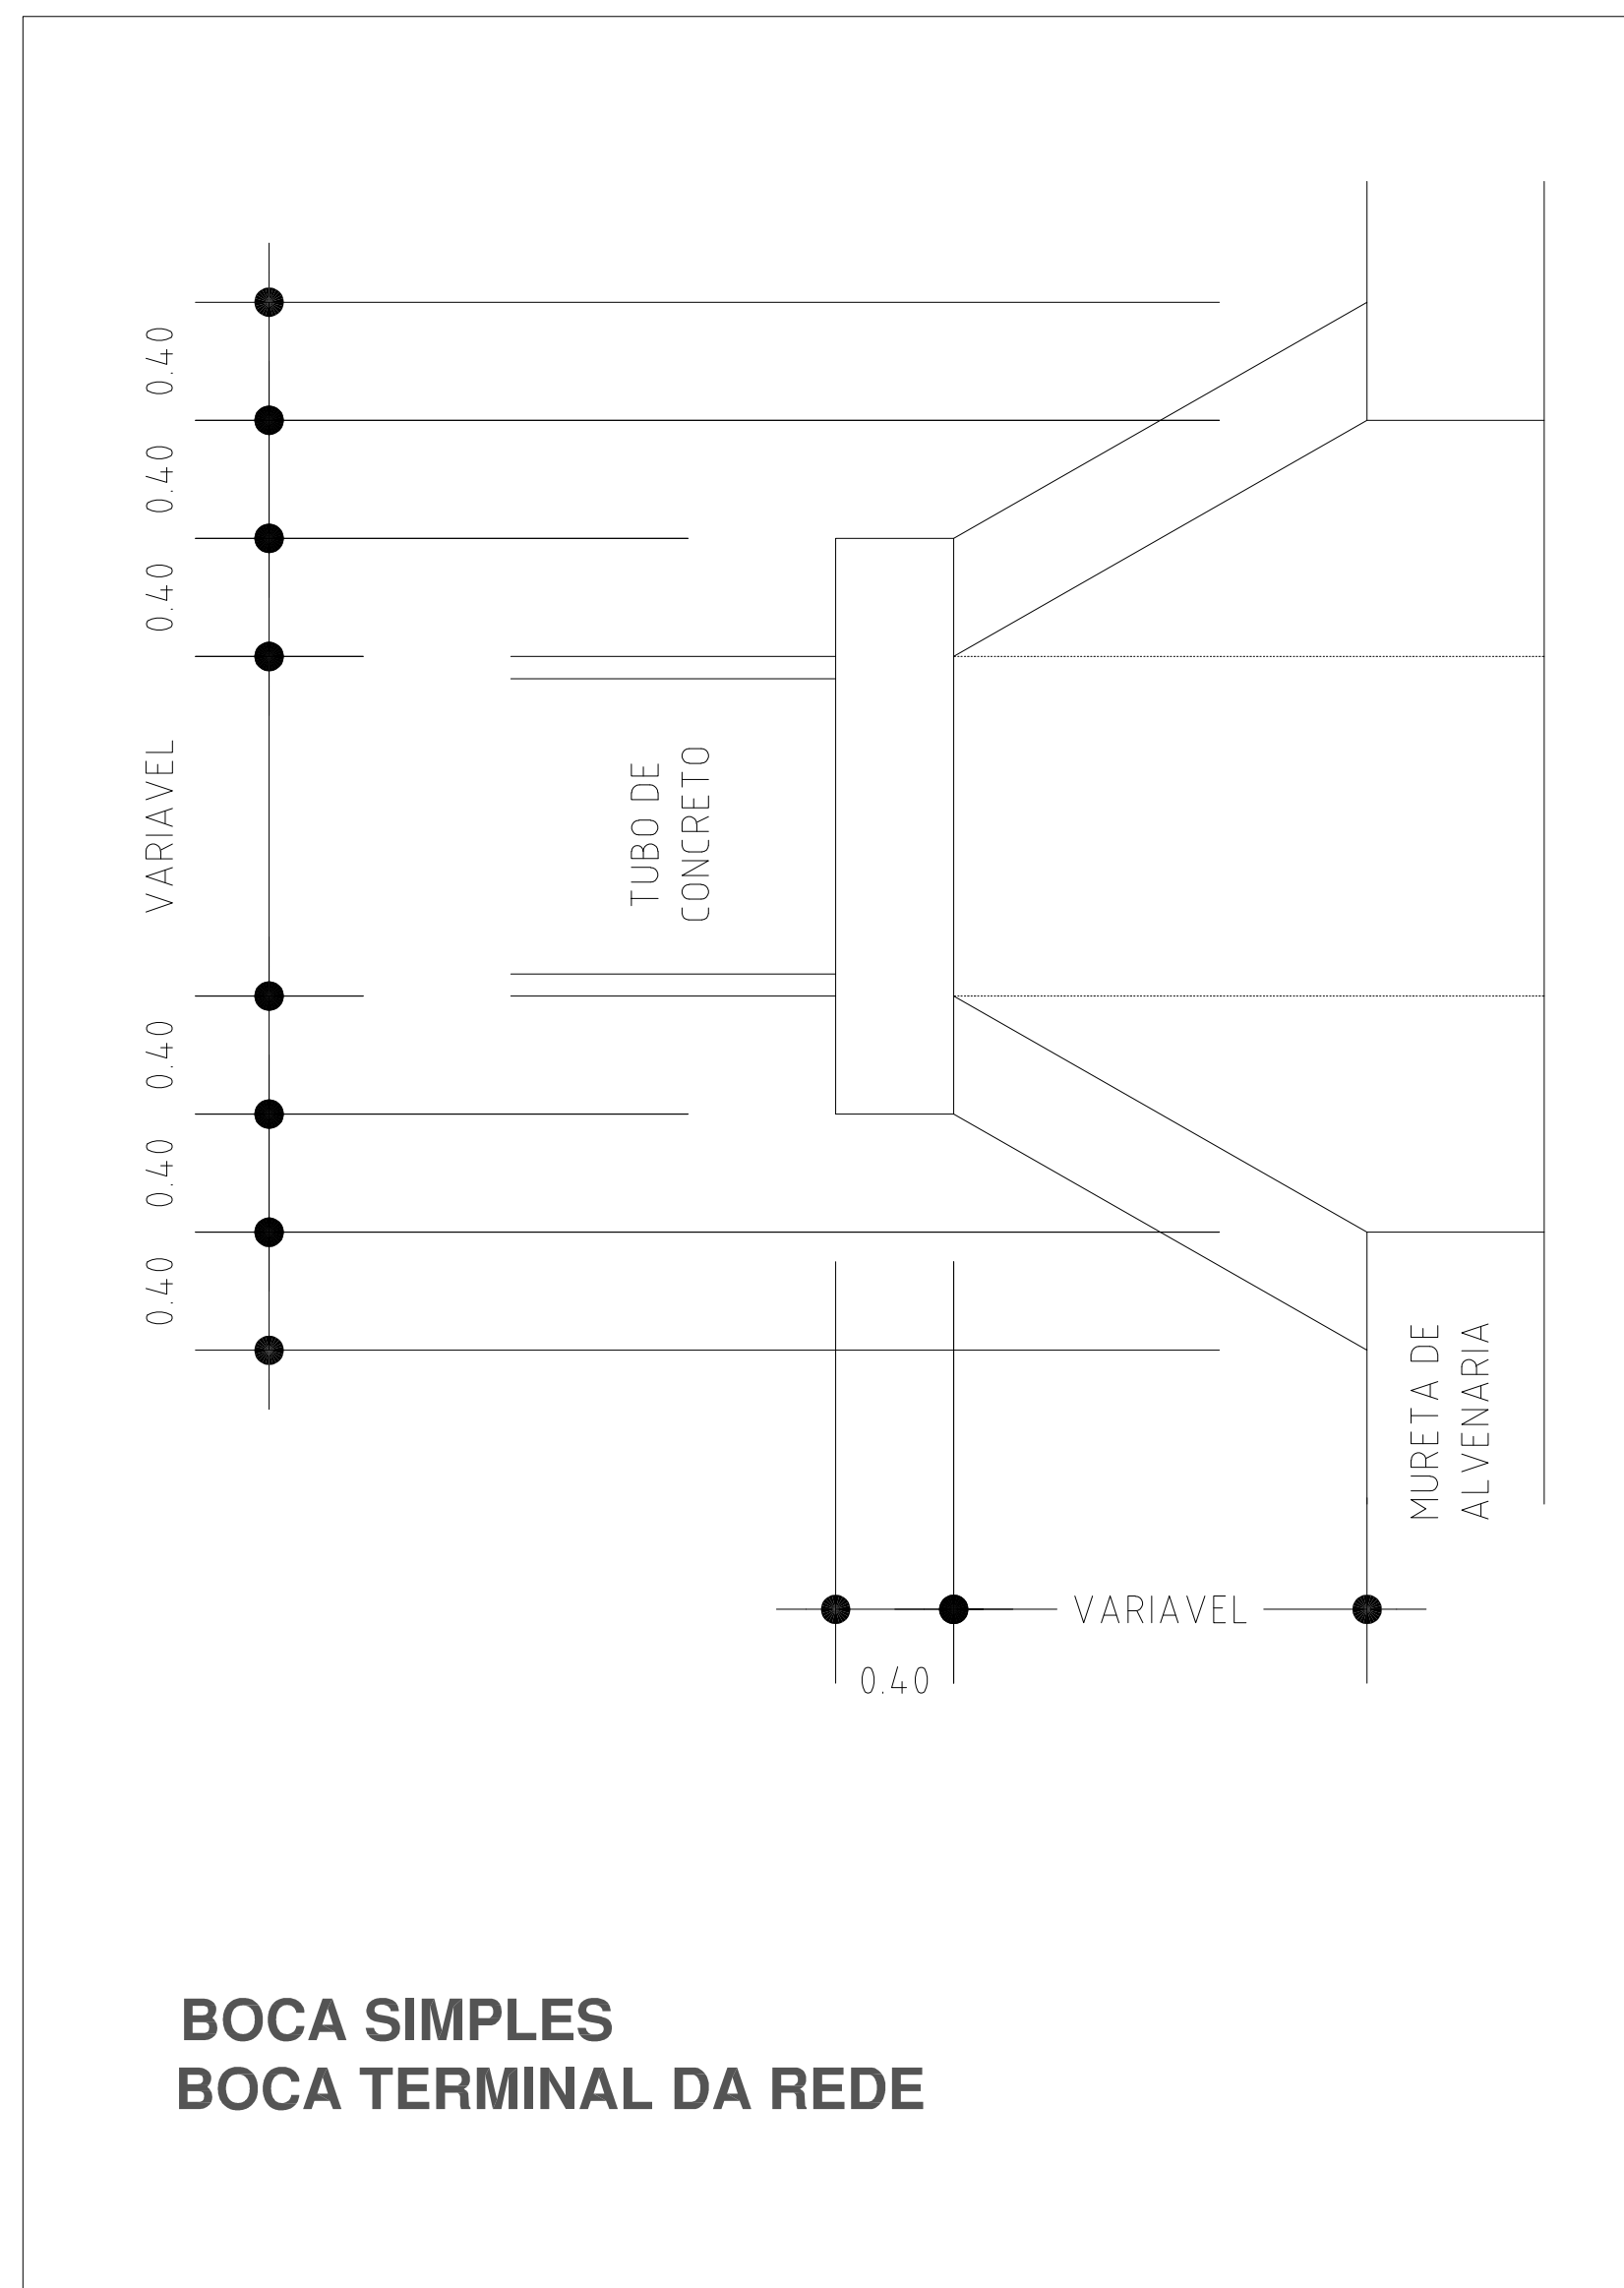 0.40
0.40
0.40
VARIAVEL
0.40
0.40
0.40
TUBO DE
CONCRETO
MURETA DE
ALVENARIA
VARIAVEL
0.40
BOCA SIMPLES
BOCA TERMINAL DA REDE